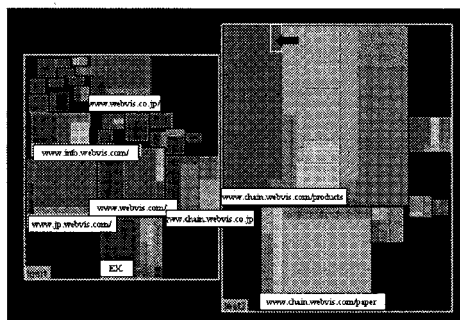 www.webvis.co.jp/
www.info.webvis.com/
www.webvis.com/
www.chain.webvis.com/products
www.jp.webvis.com/
www.chain.webvis.co.jp
EX.
www.chain.webvis.com/paper